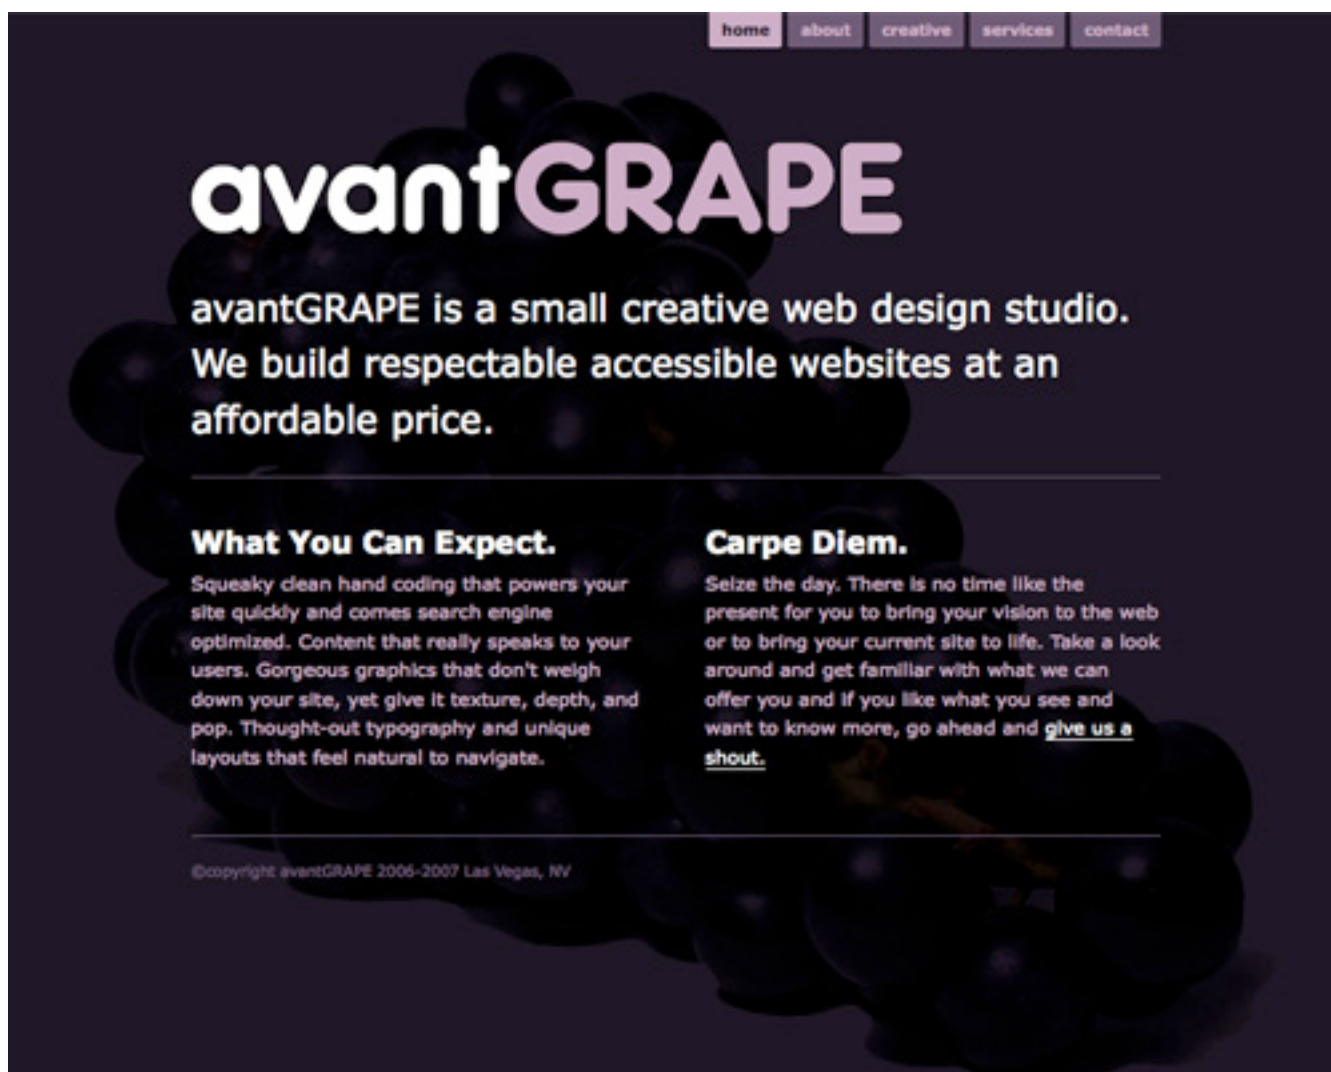 home about creative services contact
avantGRAPE
avantGRAPE is a small creative web design studio.
We build respectable accessible websites at an
affordable price.
What You Can Expect.
Squeaky clean hand coding that powers your
site quickly and comes search engine
optimized. Content that really speaks to your
users. Gorgeous graphics that don't weigh
down your site, yet give it texture, depth, and
pop. Thought-out typography and unique
layouts that feel natural to navigate.
Carpe Diem.
Seize the day. There is no time like the
present for you to bring your vision to the web
or to bring your current site to life. Take a look
around and get familiar with what we can
offer you and if you like what you see and
want to know more, go ahead and give us a
shout.
©copyright avantGRAPE 2006-2007 Las Vegas, NV